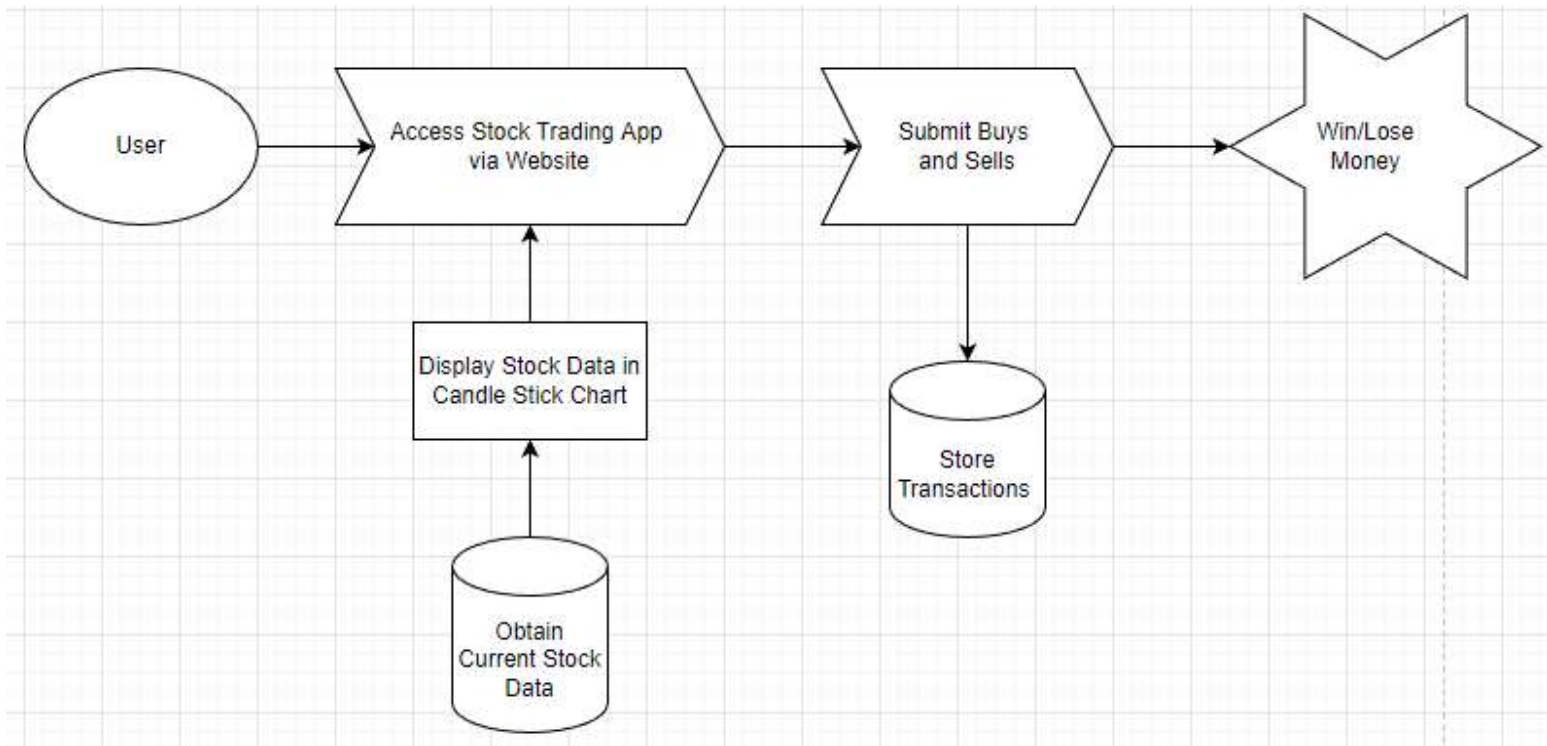 User
Access Stock Trading App
via Website
Submit Buys
and Sells
Win/Lose
Money
Display Stock Data in
Candle Stick Chart
Store
Transactions
Obtain
Current Stock
Data